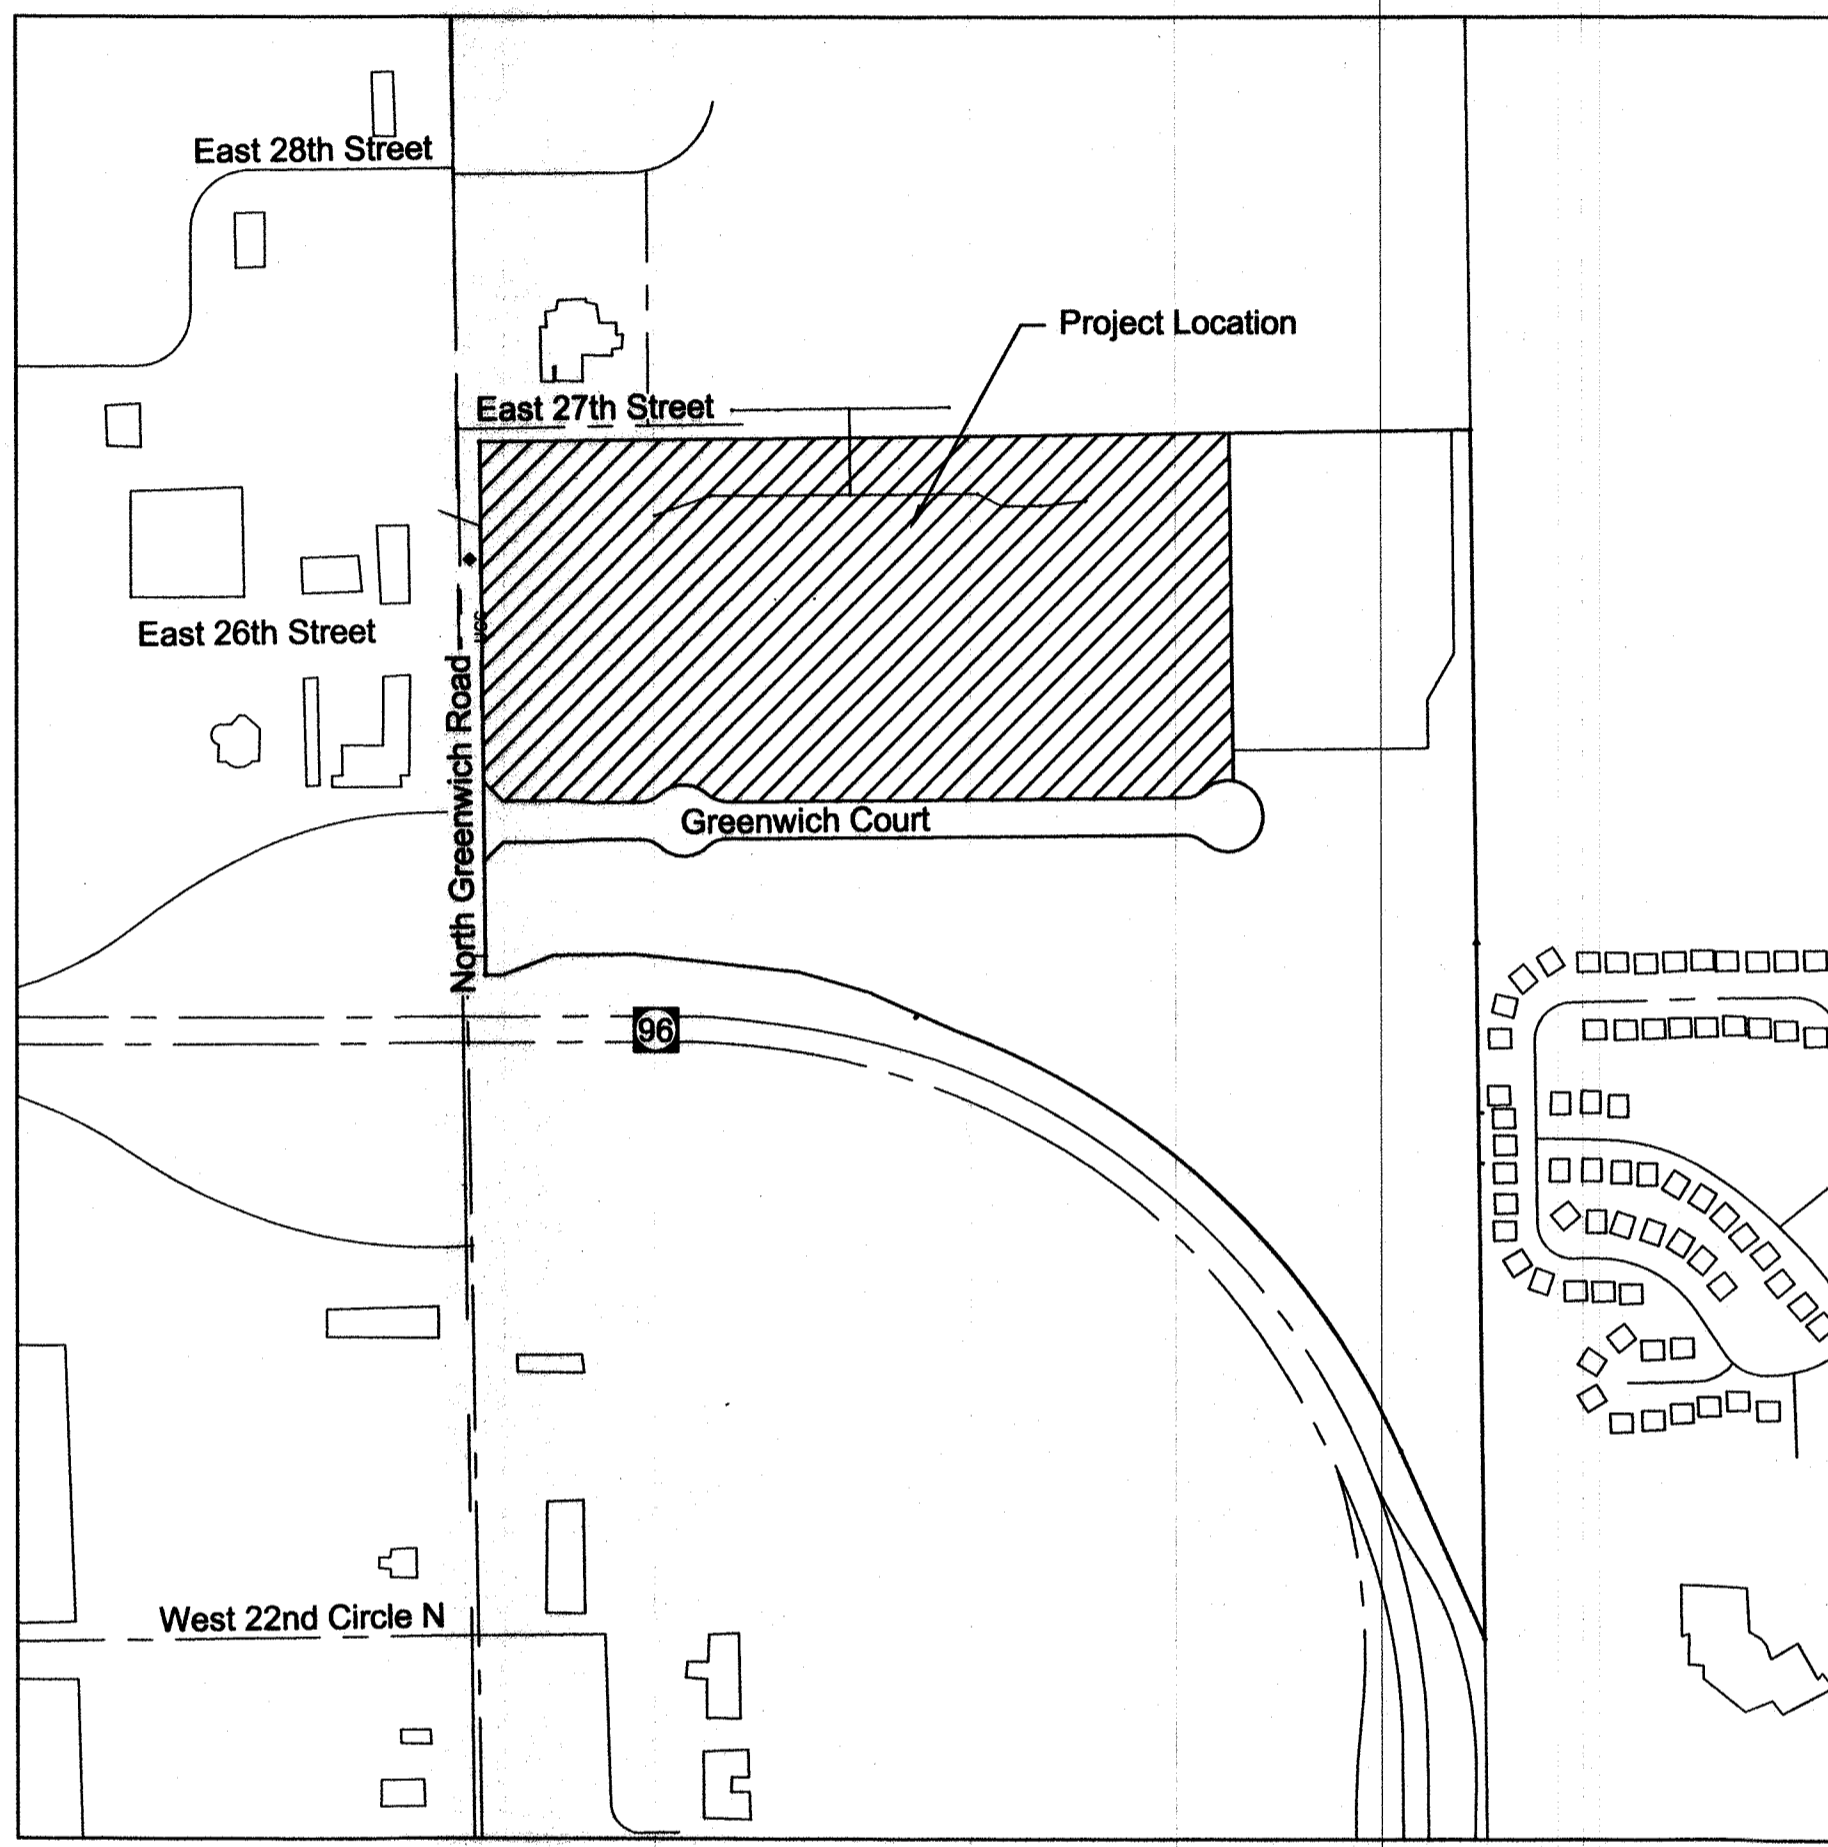 East 28th Street
Project Location
East 27th Street
East 26th Street
North Greenwich Road
Greenwich Court
96
West 22nd Circle N